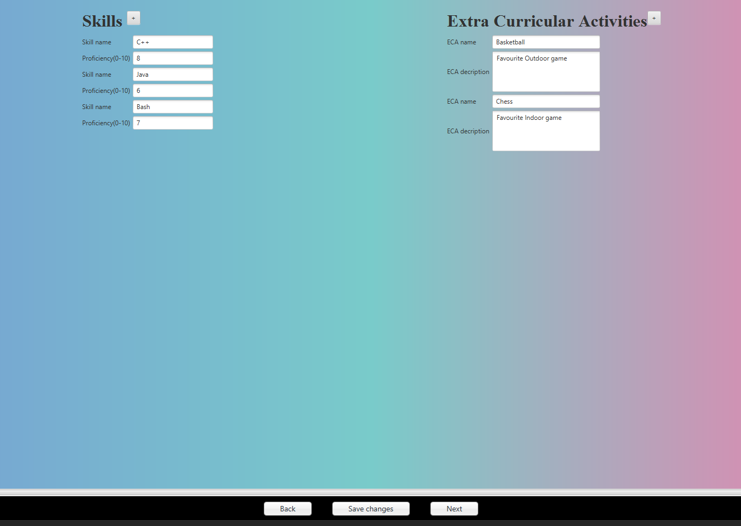 Skills +
Skill name C++
Proficiency(0-10) 8
Skill name Java
Proficiency(0-10) 6
Skill name Bash
Proficiency(0-10) 7
Extra Curricular Activities +
ECA name Basketball
ECA decription Favourite Outdoor game
ECA name Chess
ECA decription Favourite Indoor game
Back Save changes Next